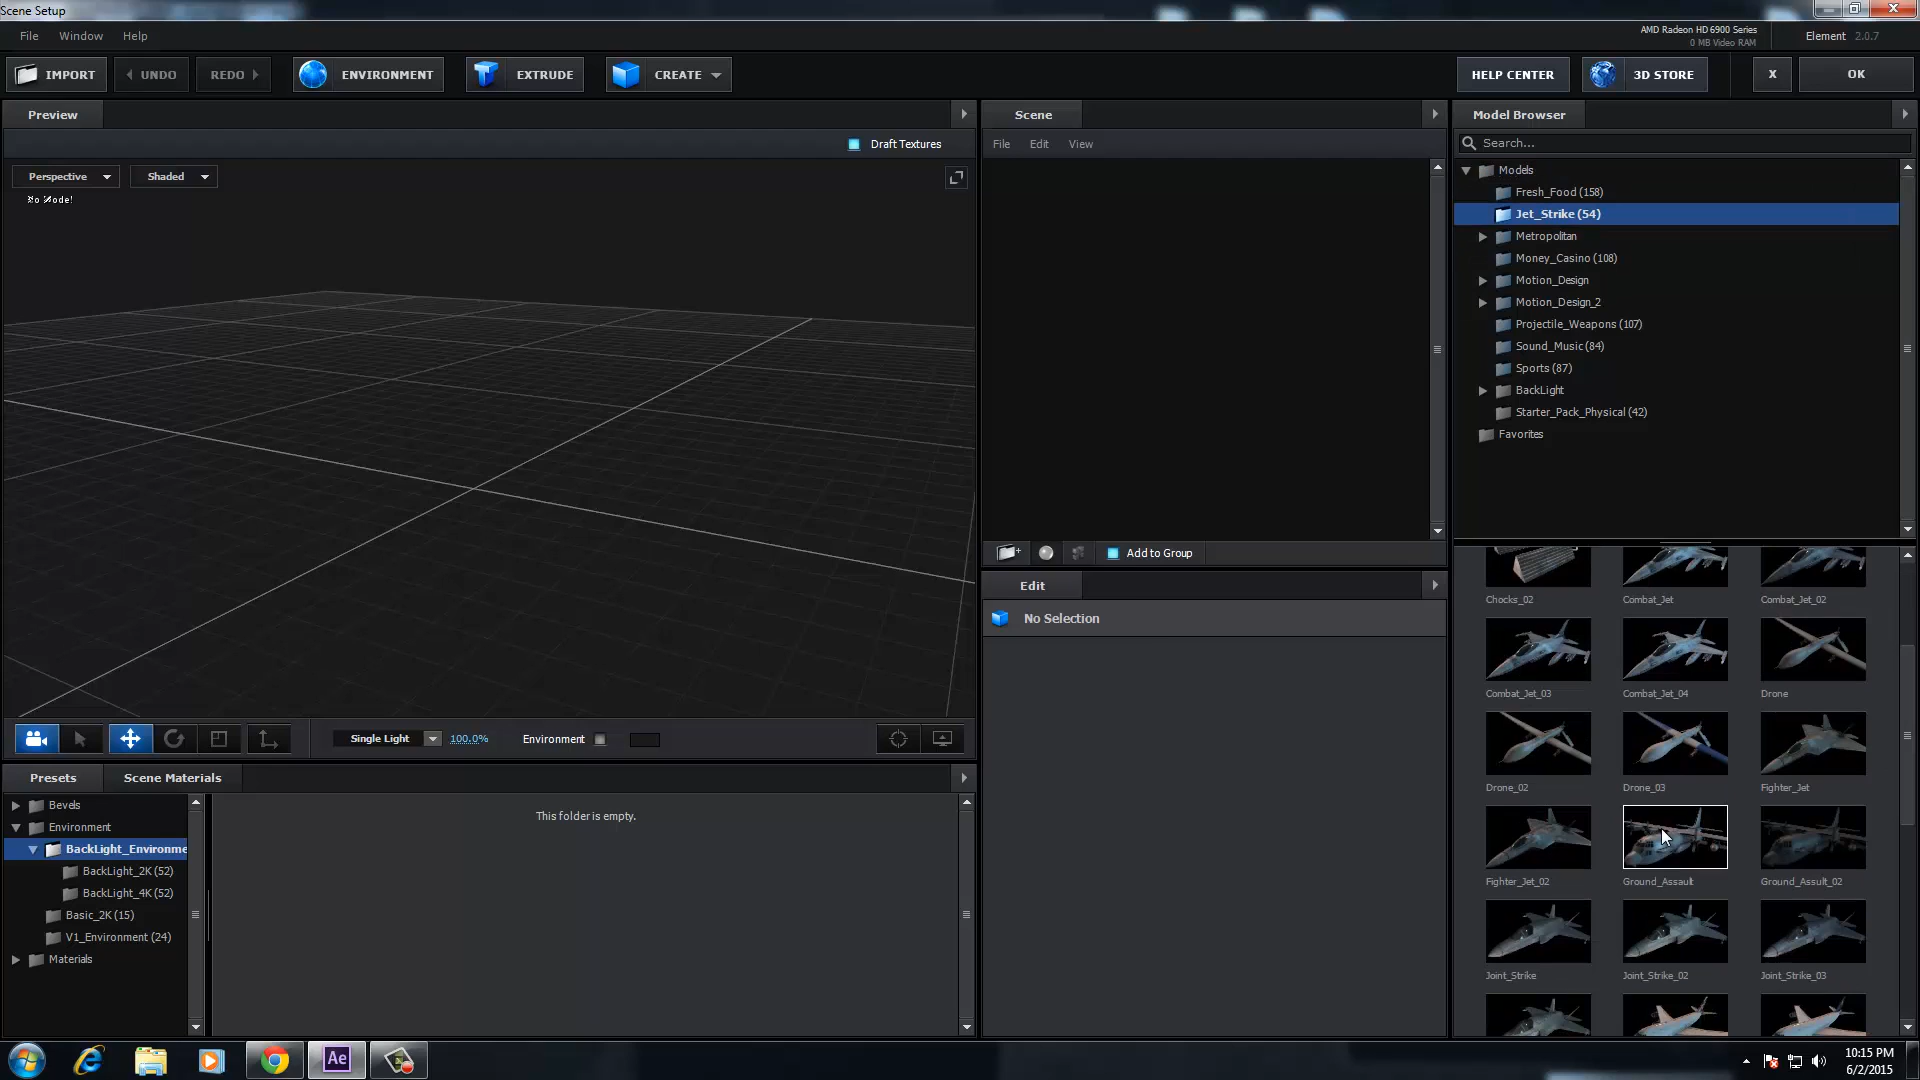 Scene Setup
File Window Help
AMD Radeon HD 6900 Series
0 MB Video RAM
Element 2.0.7
IMPORT
UNDO
REDO
ENVIRONMENT
EXTRUDE
CREATE
HELP CENTER
3D STORE
X
OK
Preview
Draft Textures
Perspective
Shaded
No Model
Single Light
100.0%
Environment
Presets
Scene Materials
Bevels
Environment
BackLight_Environme
BackLight_2K (52)
BackLight_4K (52)
Basic_2K (15)
V1_Environment (24)
Materials
This folder is empty.
Scene
File Edit View
Add to Group
Edit
No Selection
Model Browser
Search...
Models
Fresh_Food (158)
Jet_Strike (54)
Metropolitan
Money_Casino (108)
Motion_Design
Motion_Design_2
Projectile_Weapons (107)
Sound_Music (84)
Sports (87)
BackLight
Starter_Pack_Physical (42)
Favorites
Chocks_02
Combat_Jet
Combat_Jet_02
Combat_Jet_03
Combat_Jet_04
Drone
Drone_02
Drone_03
Fighter_Jet
Fighter_Jet_02
Ground_Assault
Ground_Assult_02
Joint_Strike
Joint_Strike_02
Joint_Strike_03
Ae
10:15 PM
6/2/2015